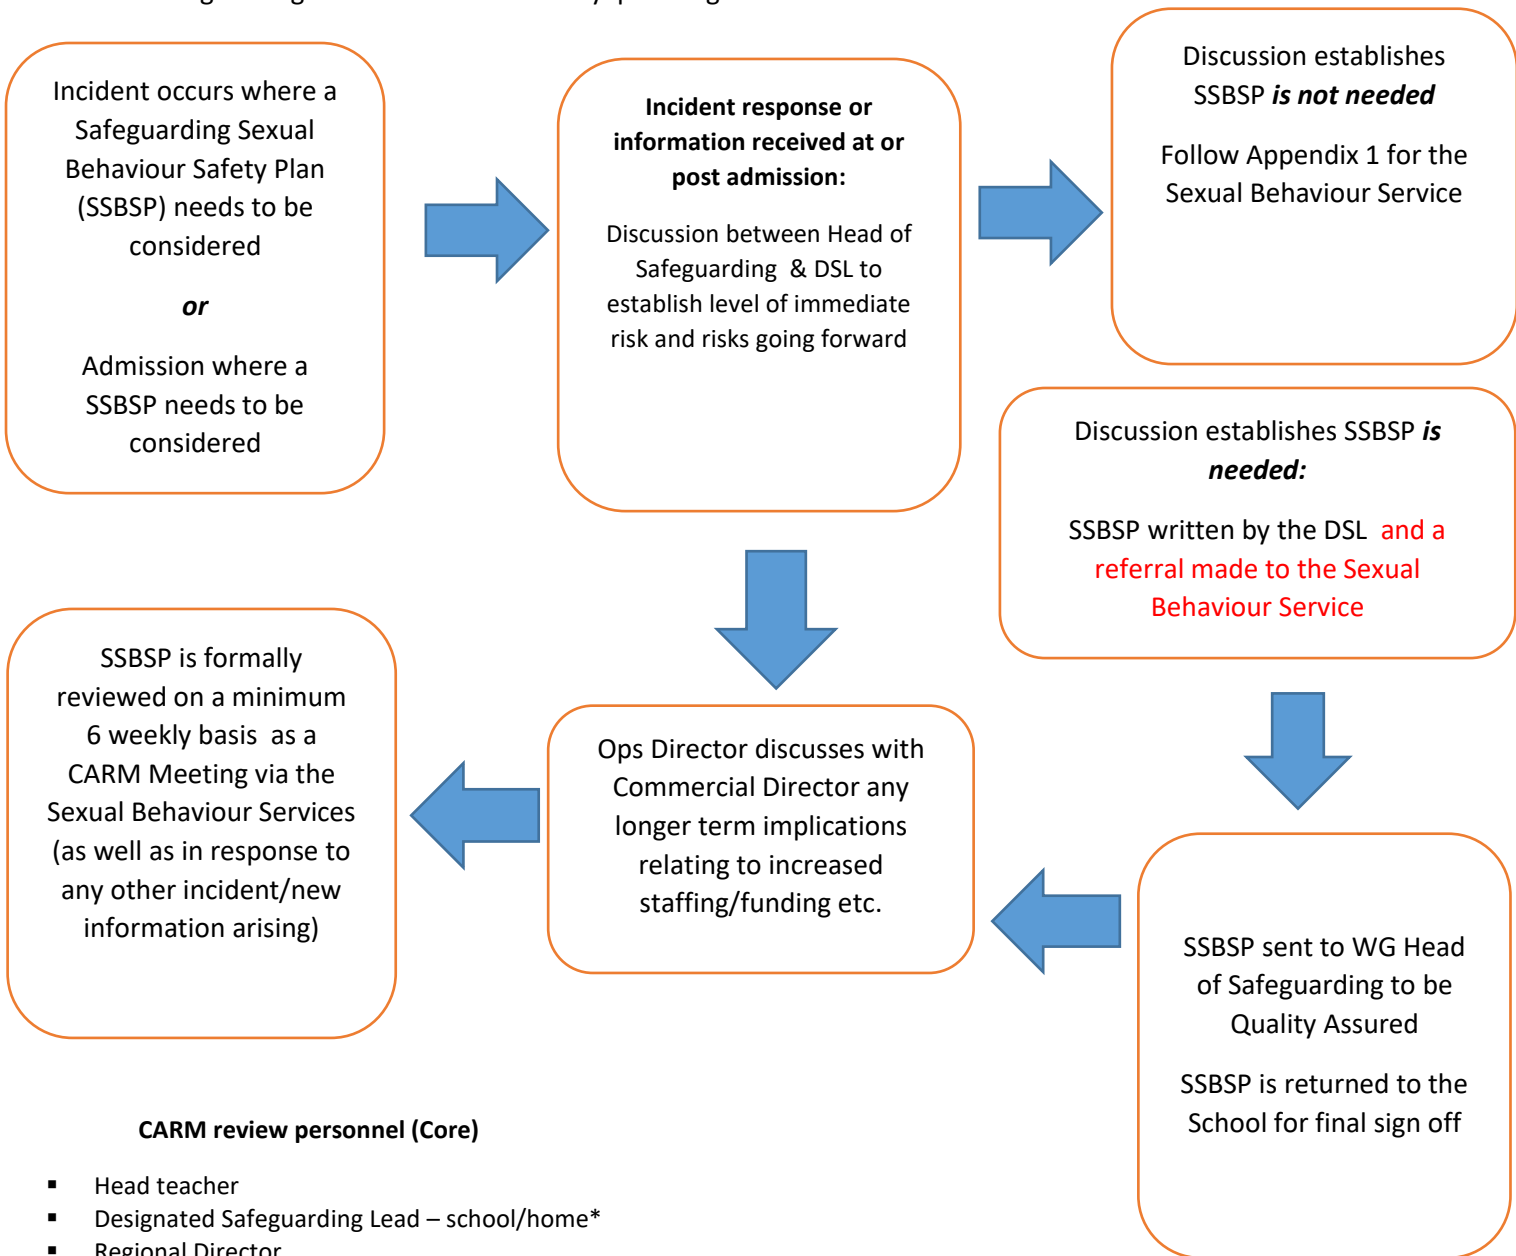 Incident occurs where a
Safeguarding Sexual
Behaviour Safety Plan
(SSBSP) needs to be
considered
or
Admission where a
SSBSP needs to be
considered
Incident response or
information received at or
post admission:
Discussion between Head of
Safeguarding & DSL to
establish level of immediate
risk and risks going forward
Discussion establishes
SSBSP is not needed
Follow Appendix 1 for the
Sexual Behaviour Service
Discussion establishes SSBSP is
needed:
SSBSP written by the DSL and a
referral made to the Sexual
Behaviour Service
SSBSP sent to WG Head
of Safeguarding to be
Quality Assured
SSBSP is returned to the
School for final sign off
Ops Director discusses with
Commercial Director any
longer term implications
relating to increased
staffing/funding etc.
SSBSP is formally
reviewed on a minimum
6 weekly basis as a
CARM Meeting via the
Sexual Behaviour Services
(as well as in response to
any other incident/new
information arising)
CARM review personnel (Core)
▪ Head teacher
▪ Designated Safeguarding Lead – school/home*
▪ Regional Director